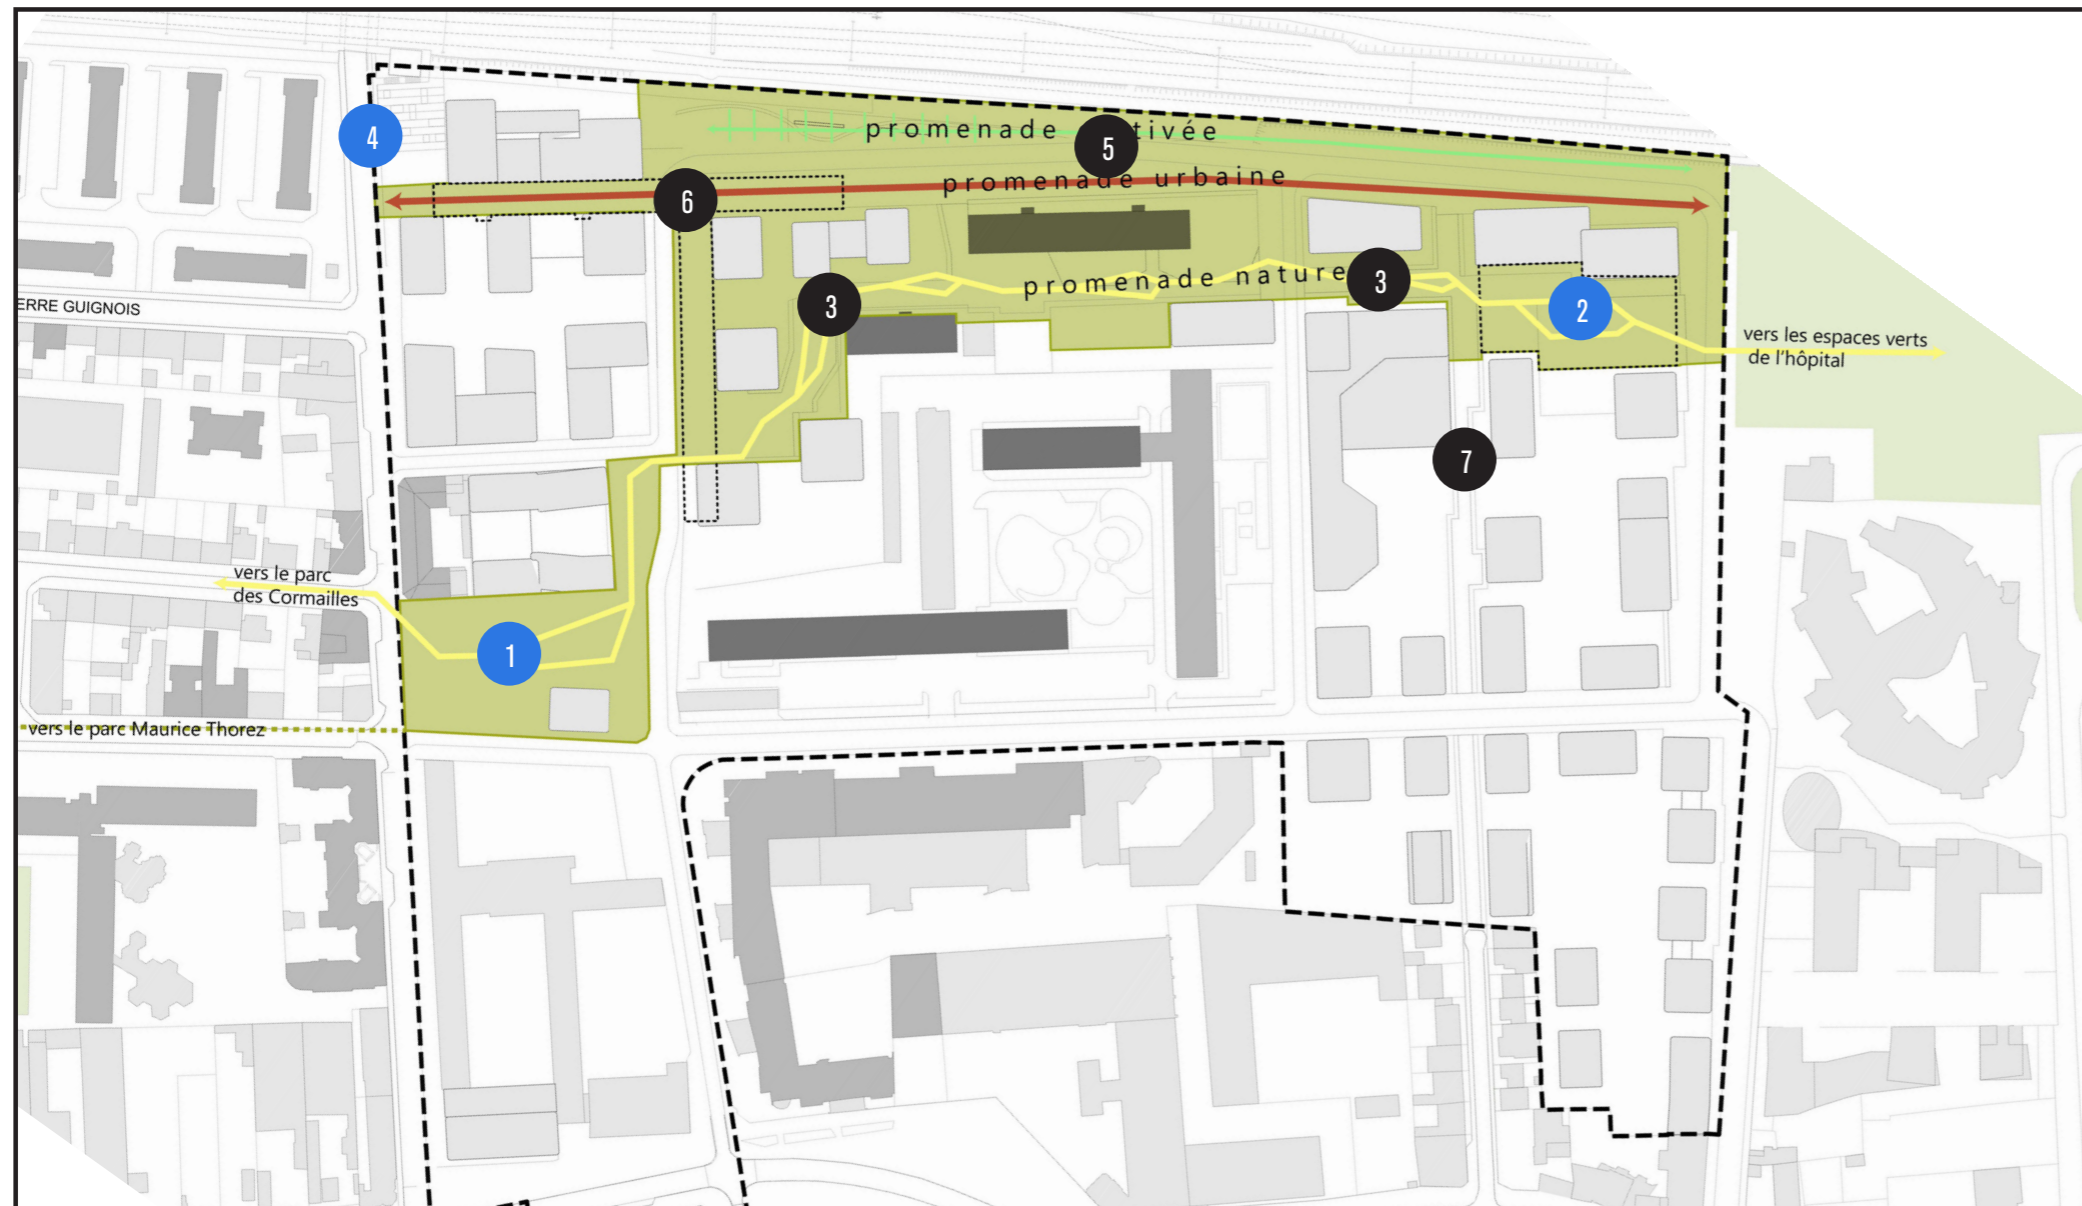 4
promenade
tivée
5
promenade urbaine
6
promenade nature
3
3
2
ERRE GUIGNOIS
vers les espaces verts
de l'hôpital
7
vers le parc
des Cormailles
1
vers le parc Maurice Thorez